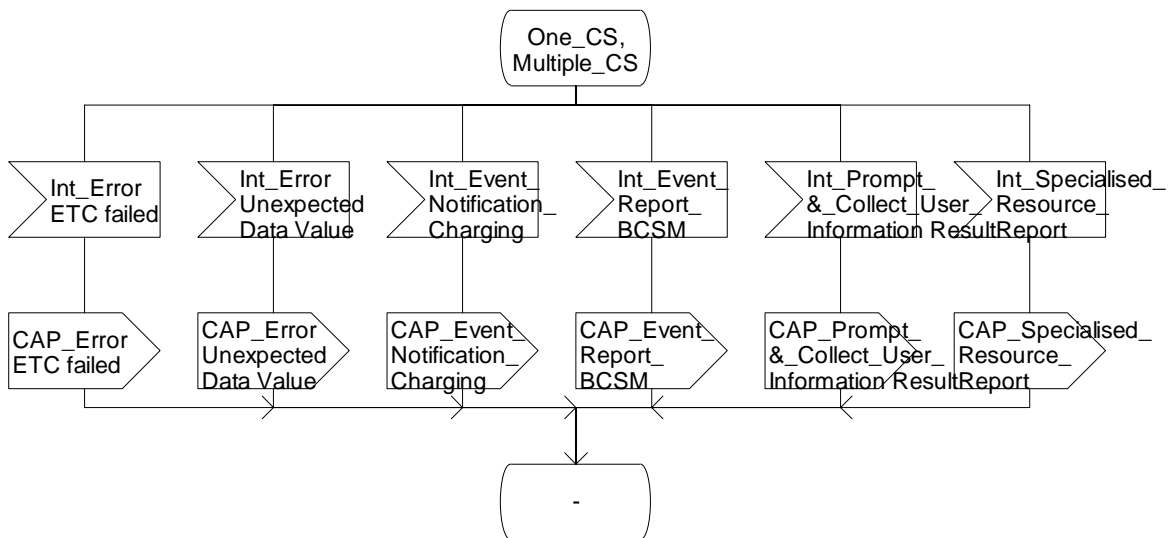 One_CS,
Multiple_CS
Int_Error
ETC failed
Int_Error
Unexpected
Data Value
Int_Event_
Notification_
Charging
Int_Event_
Report_
BCSM
Int_Prompt_
&_Collect_User_
Information Result
Int_Specialised_
Resource_
Report
CAP_Error
ETC failed
CAP_Error
Unexpected
Data Value
CAP_Event_
Notification_
Charging
CAP_Event_
Report_
BCSM
CAP_Prompt_
&_Collect_User_
Information Result
CAP_Specialised_
Resource_
Report
-